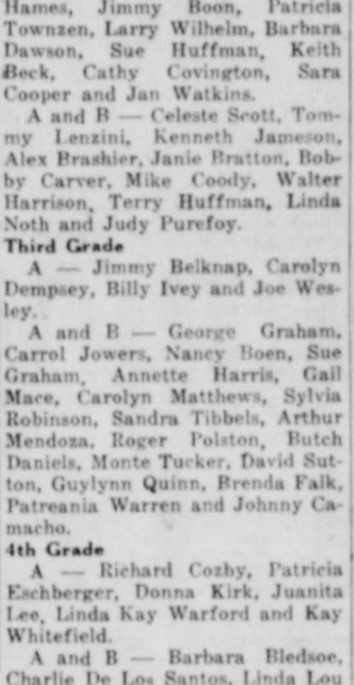 Hames, Jimmy Boon, Patricia
Townzen, Larry Wilhelm, Barbara
Dawson, Sue Huffman, Keith
Beck, Cathy Covington, Sara
Cooper and Jan Watkins.
A and B — Celeste Scott, Tom-
my Lenzini, Kenneth Jameson,
Alex Brashier, Janie Bratton, Bob-
by Carver, Mike Coody, Walter
Harrison, Terry Huffman, Linda
Noth and Judy Purefoy.
Third Grade
A — Jimmy Belknap, Carolyn
Dempsey, Billy Ivey and Joe Wes-
ley.
A and B — George Graham,
Carrol Jowers, Nancy Boen, Sue
Graham, Annette Harris, Gail
Mace, Carolyn Matthews, Sylvia
Robinson, Sandra Tibbels, Arthur
Mendoza, Roger Polston, Butch
Daniels, Monte Tucker, David Sut-
ton, Guylynn Quinn, Brenda Falk,
Patreania Warren and Johnny Ca-
macho.
4th Grade
A — Richard Cozby, Patricia
Eschberger, Donna Kirk, Juanita
Lee, Linda Kay Warford and Kay
Whitefield.
A and B — Barbara Bledsoe,
Charlie De Los Santos, Linda Lou